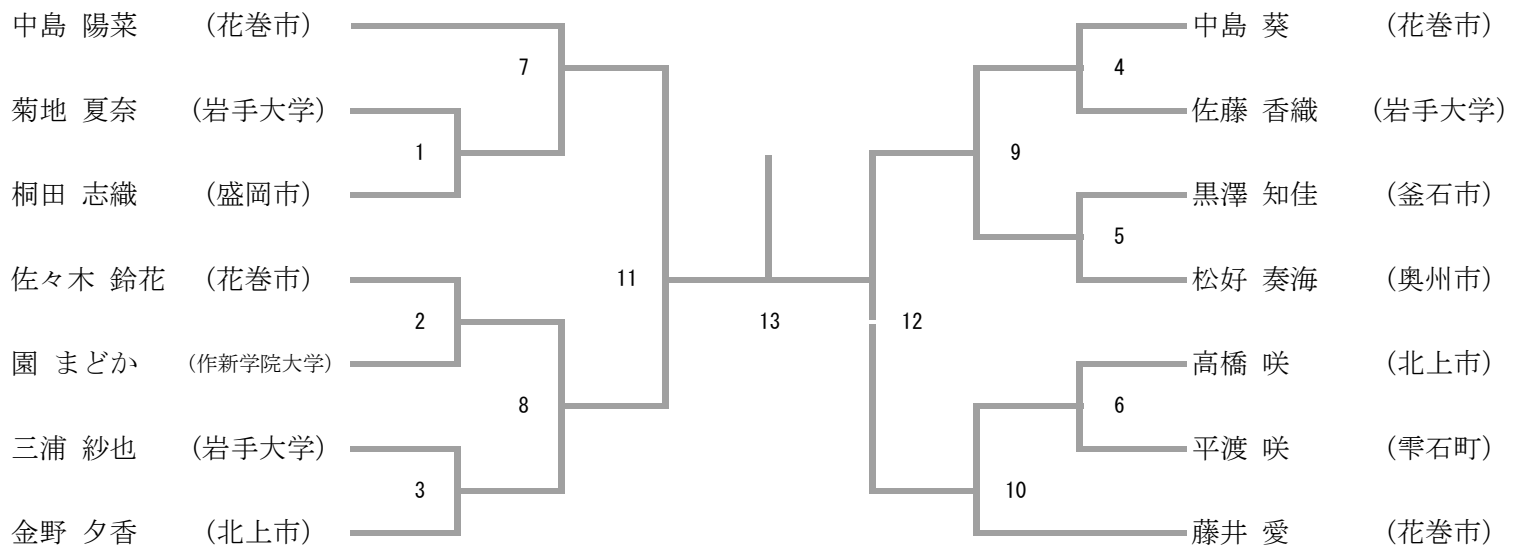 中島 陽菜 （花巻市）
7
菊地 夏奈 （岩手大学）
1
桐田 志織 （盛岡市）
佐々木 鈴花 （花巻市）
11
2
園 まどか （作新学院大学）
8
三浦 紗也 （岩手大学）
3
金野 夕香 （北上市）
13
中島 葵 （花巻市）
4
佐藤 香織 （岩手大学）
9
黒澤 知佳 （釜石市）
5
松好 奏海 （奥州市）
12
高橋 咲 （北上市）
6
平渡 咲 （雫石町）
10
藤井 愛 （花巻市）